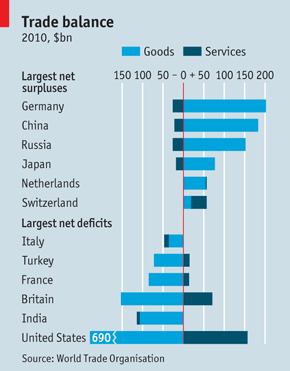 Trade balance
2010, $bn
Goods Services
Largest net 150 100 50 – 0 + 50 100 150 200
surpluses
Germany
China
Russia
Japan
Netherlands
Switzerland
Largest net deficits
Italy
Turkey
France
Britain
India
United States 690
Source: World Trade Organisation